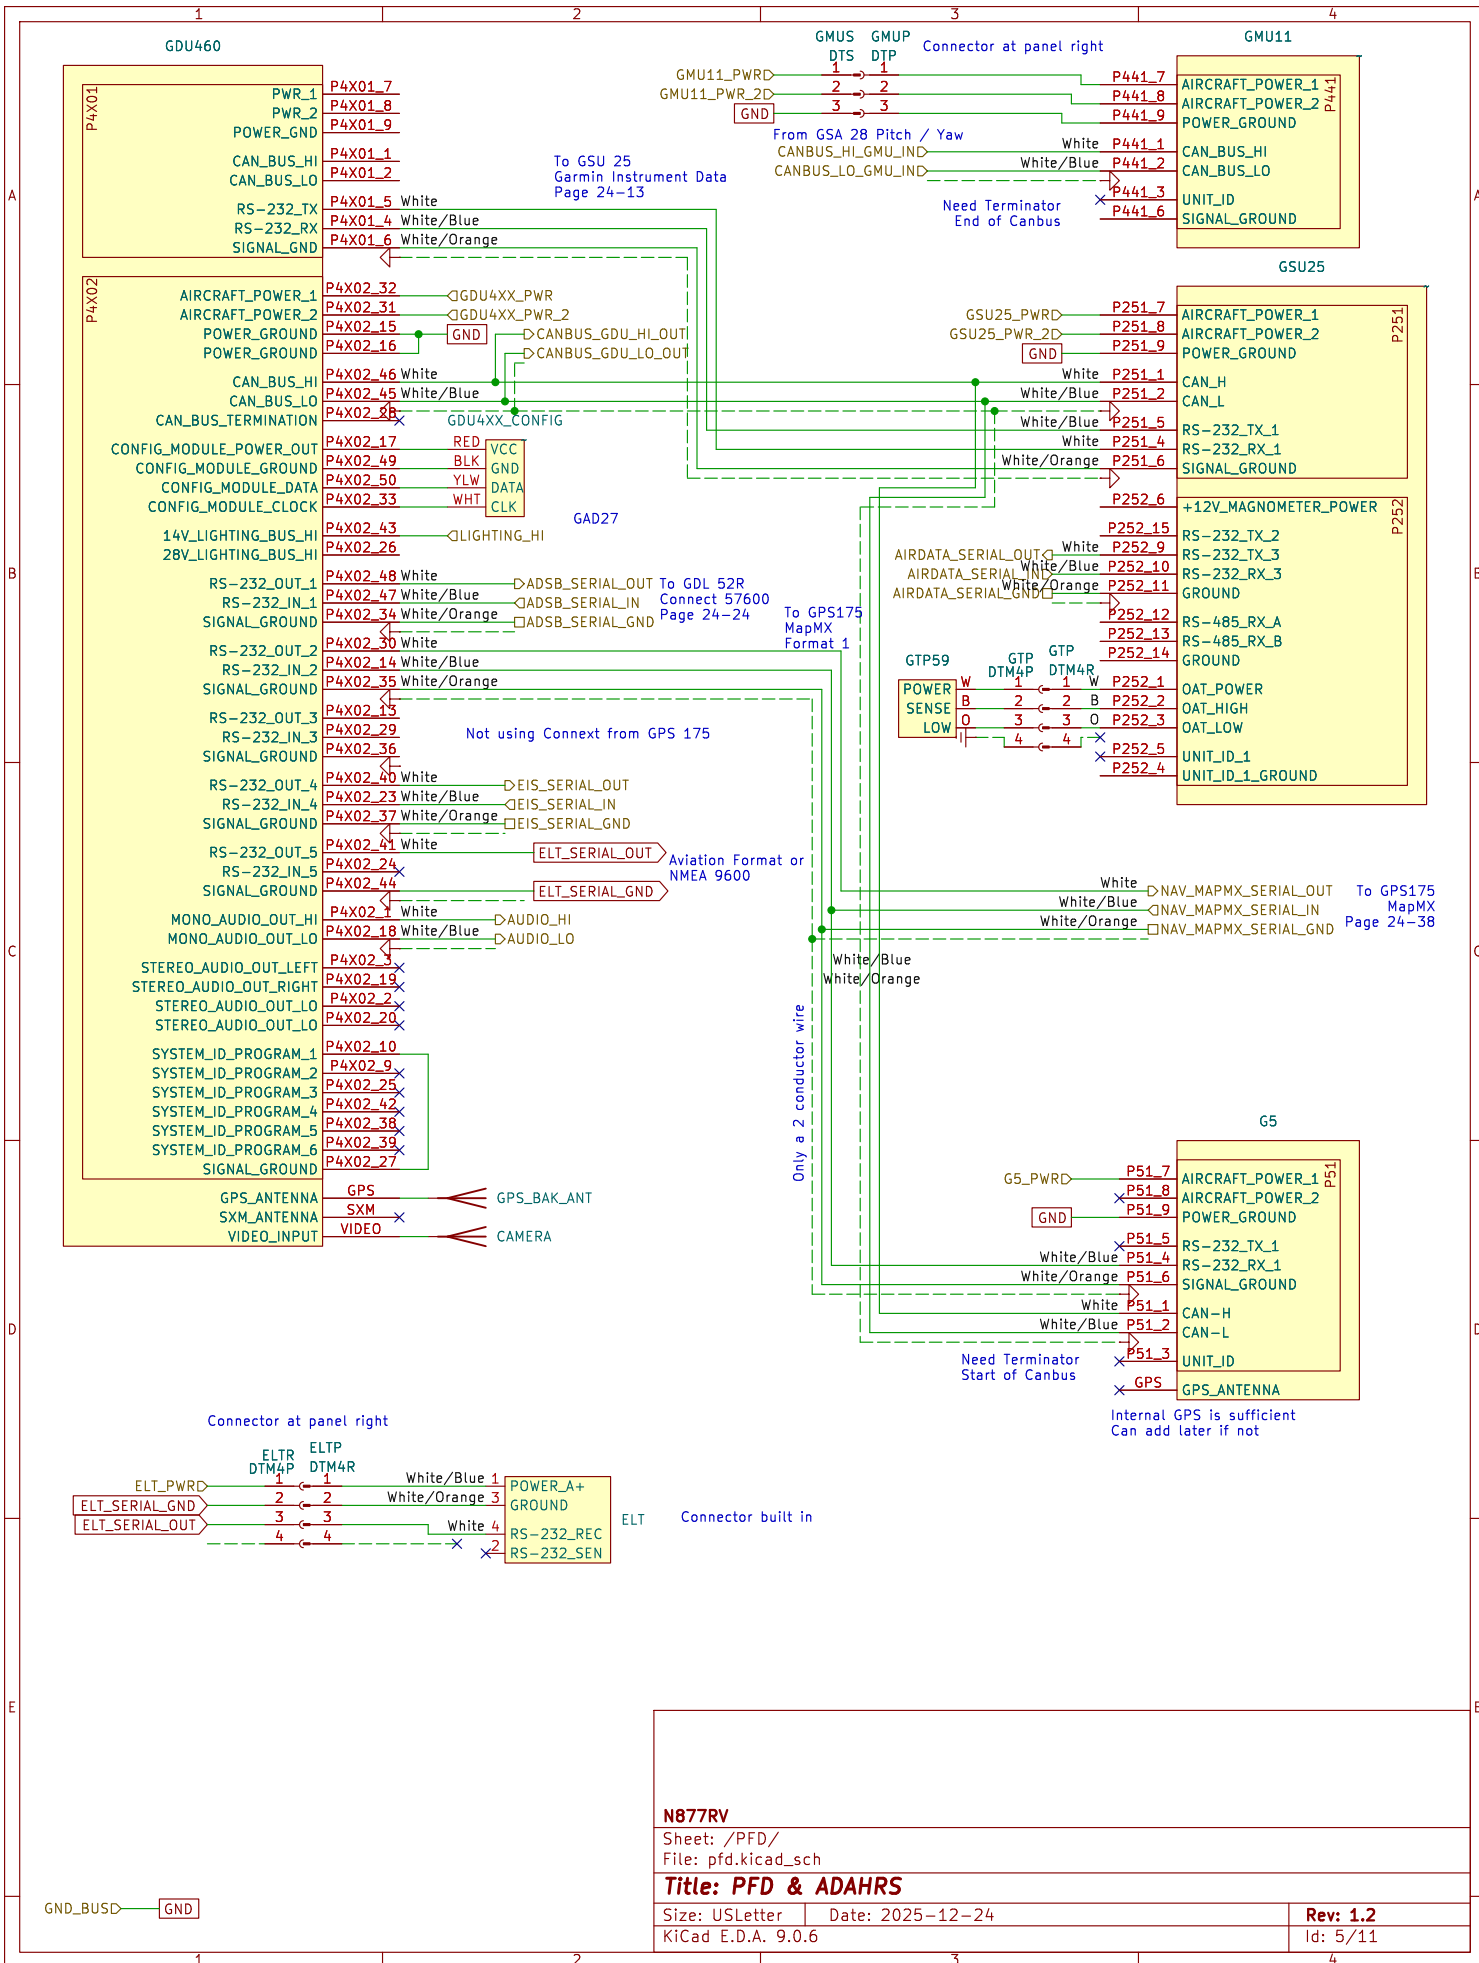 1 2 3 4
GDU460
P4X01
PWR_1 P4X01_7
PWR_2 P4X01_8
POWER_GND P4X01_9
CAN_BUS_HI P4X01_1
CAN_BUS_LO P4X01_2
RS-232_TX P4X01_5 White
RS-232_RX P4X01_4 White/Blue
SIGNAL_GND P4X01_6 White/Orange
To GSU 25
Garmin Instrument Data
Page 24-13
P4X02
AIRCRAFT_POWER_1 P4X02_32 GDU4XX_PWR
AIRCRAFT_POWER_2 P4X02_31 GDU4XX_PWR_2
POWER_GROUND P4X02_15 GND CANBUS_GDU_HI_OUT
POWER_GROUND P4X02_16 CANBUS_GDU_LO_OUT
CAN_BUS_HI P4X02_46 White
CAN_BUS_LO P4X02_45 White/Blue
CAN_BUS_TERMINATION P4X02_28
GDU4XX_CONFIG
CONFIG_MODULE_POWER_OUT P4X02_17 RED VCC
CONFIG_MODULE_GROUND P4X02_49 BLK GND
CONFIG_MODULE_DATA P4X02_50 YLW DATA
CONFIG_MODULE_CLOCK P4X02_33 WHT CLK
GAD27
14V_LIGHTING_BUS_HI P4X02_43 LIGHTING_HI
28V_LIGHTING_BUS_HI P4X02_26
RS-232_OUT_1 P4X02_48 White ADSB_SERIAL_OUT
RS-232_IN_1 P4X02_47 White/Blue ADSB_SERIAL_IN
SIGNAL_GROUND P4X02_34 White/Orange ADSB_SERIAL_GND
To GDL 52R
Connect 57600
Page 24-24
RS-232_OUT_2 P4X02_30 White
RS-232_IN_2 P4X02_14 White/Blue
SIGNAL_GROUND P4X02_35 White/Orange
To GPS175
MapMX
Format 1
RS-232_OUT_3 P4X02_13
RS-232_IN_3 P4X02_29
SIGNAL_GROUND P4X02_36
Not using Connext from GPS 175
RS-232_OUT_4 P4X02_40 White EIS_SERIAL_OUT
RS-232_IN_4 P4X02_23 White/Blue EIS_SERIAL_IN
SIGNAL_GROUND P4X02_37 White/Orange EIS_SERIAL_GND
RS-232_OUT_5 P4X02_41 White ELT_SERIAL_OUT
RS-232_IN_5 P4X02_24
SIGNAL_GROUND P4X02_44 ELT_SERIAL_GND
Aviation Format or
NMEA 9600
MONO_AUDIO_OUT_HI P4X02_1 White AUDIO_HI
MONO_AUDIO_OUT_LO P4X02_18 White/Blue AUDIO_LO
STEREO_AUDIO_OUT_LEFT P4X02_3
STEREO_AUDIO_OUT_RIGHT P4X02_19
STEREO_AUDIO_OUT_LO P4X02_2
STEREO_AUDIO_OUT_LO P4X02_20
SYSTEM_ID_PROGRAM_1 P4X02_10
SYSTEM_ID_PROGRAM_2 P4X02_9
SYSTEM_ID_PROGRAM_3 P4X02_25
SYSTEM_ID_PROGRAM_4 P4X02_42
SYSTEM_ID_PROGRAM_5 P4X02_38
SYSTEM_ID_PROGRAM_6 P4X02_39
SIGNAL_GROUND P4X02_27
GPS_ANTENNA GPS GPS_BAK_ANT
SXM_ANTENNA SXM
VIDEO_INPUT VIDEO CAMERA
GMUS GMUP
DTS DTP
Connector at panel right
GMU11
P441
GMU11_PWR 1 1 P441_7 AIRCRAFT_POWER_1
GMU11_PWR_2 2 2 P441_8 AIRCRAFT_POWER_2
GND 3 3 P441_9 POWER_GROUND
From GSA 28 Pitch / Yaw
CANBUS_HI_GMU_IN White P441_1 CAN_BUS_HI
CANBUS_LO_GMU_IN White/Blue P441_2 CAN_BUS_LO
P441_3 UNIT_ID
P441_6 SIGNAL_GROUND
Need Terminator
End of Canbus
GSU25
P251
GSU25_PWR P251_7 AIRCRAFT_POWER_1
GSU25_PWR_2 P251_8 AIRCRAFT_POWER_2
GND P251_9 POWER_GROUND
White P251_1 CAN_H
White/Blue P251_2 CAN_L
White/Blue P251_5 RS-232_TX_1
White P251_4 RS-232_RX_1
White/Orange P251_6 SIGNAL_GROUND
P252
P252_6 +12V_MAGNOMETER_POWER
P252_15 RS-232_TX_2
AIRDATA_SERIAL_OUT White P252_9 RS-232_TX_3
AIRDATA_SERIAL_IN White/Blue P252_10 RS-232_RX_3
AIRDATA_SERIAL_GND White/Orange P252_11 GROUND
P252_12 RS-485_RX_A
P252_13 RS-485_RX_B
P252_14 GROUND
GTP59 GTP GTP
DTM4P DTM4R
POWER W 1 1 W P252_1 OAT_POWER
SENSE B 2 2 B P252_2 OAT_HIGH
LOW O 3 3 O P252_3 OAT_LOW
4 4
P252_5 UNIT_ID_1
P252_4 UNIT_ID_1_GROUND
White NAV_MAPMX_SERIAL_OUT
White/Blue NAV_MAPMX_SERIAL_IN
White/Orange NAV_MAPMX_SERIAL_GND
To GPS175
MapMX
Page 24-38
White/Blue
White/Orange
Only a 2 conductor wire
G5
P51
G5_PWR P51_7 AIRCRAFT_POWER_1
P51_8 AIRCRAFT_POWER_2
GND P51_9 POWER_GROUND
P51_5 RS-232_TX_1
White/Blue P51_4 RS-232_RX_1
White/Orange P51_6 SIGNAL_GROUND
White P51_1 CAN-H
White/Blue P51_2 CAN-L
P51_3 UNIT_ID
GPS GPS_ANTENNA
Need Terminator
Start of Canbus
Internal GPS is sufficient
Can add later if not
Connector at panel right
ELTR ELTP
DTM4P DTM4R
ELT_PWR 1 1 White/Blue 1 POWER_A+
ELT_SERIAL_GND 2 2 White/Orange 3 GROUND
ELT_SERIAL_OUT 3 3 White 4 RS-232_REC
4 4 2 RS-232_SEN
ELT
Connector built in
GND_BUS GND
N877RV
Sheet: /PFD/
File: pfd.kicad_sch
Title: PFD & ADAHRS
Size: USLetter Date: 2025-12-24 Rev: 1.2
KiCad E.D.A. 9.0.6 Id: 5/11
A B C D E
A B C D E
1 2 3 4